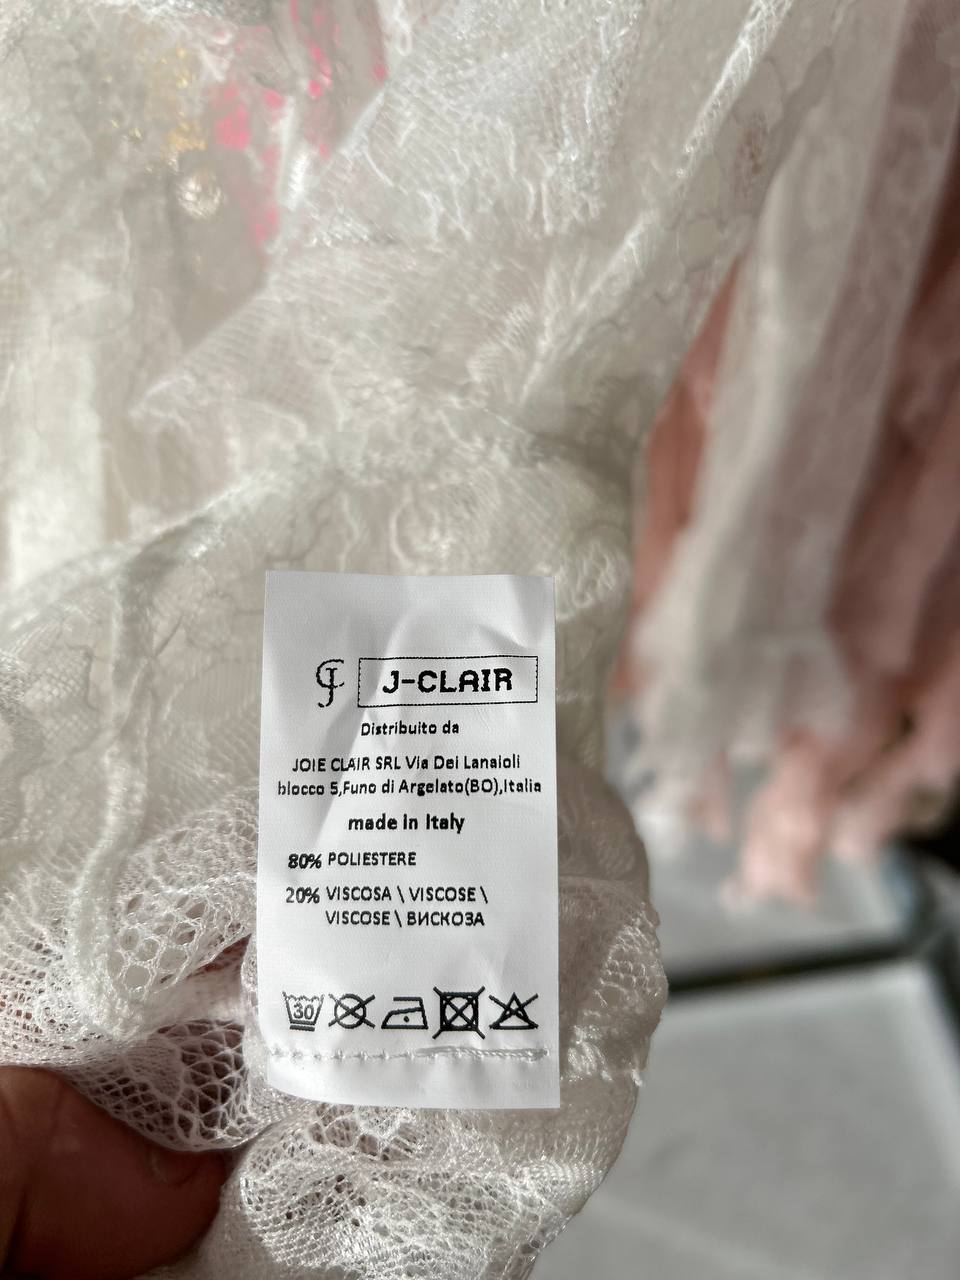 J-CLAIR
Distribuito da
JOIE CLAIR SRL Via Dei Lanaioli
blocco 5,Funo di Argelato(BO),Italia
made in Italy
80% POLIESTERE
20% VISCOSA \ VISCOSE \
VISCOSE \ ВИСКОЗА
30